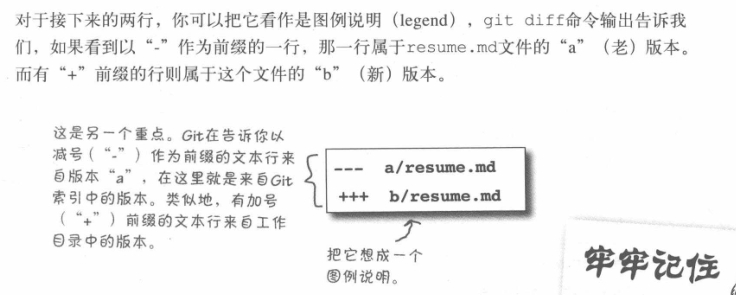 对于接下来的两行，你可以把它看作是图例说明（legend），git diff命令输出告诉我
们，如果看到以“-”作为前缀的一行，那一行属于resume.md文件的“a”（老）版本。
而有“+”前缀的行则属于这个文件的“b”（新）版本。
这是另一个重点。Git在告诉你以
减号（“-”）作为前缀的文本行来
自版本“a”，在这里就是来自Git
索引中的版本。类似地，有加号
（“+”）前缀的文本行来自工作
目录中的版本。
--- a/resume.md
+++ b/resume.md
把它想成一个
图例说明。
牢牢记住